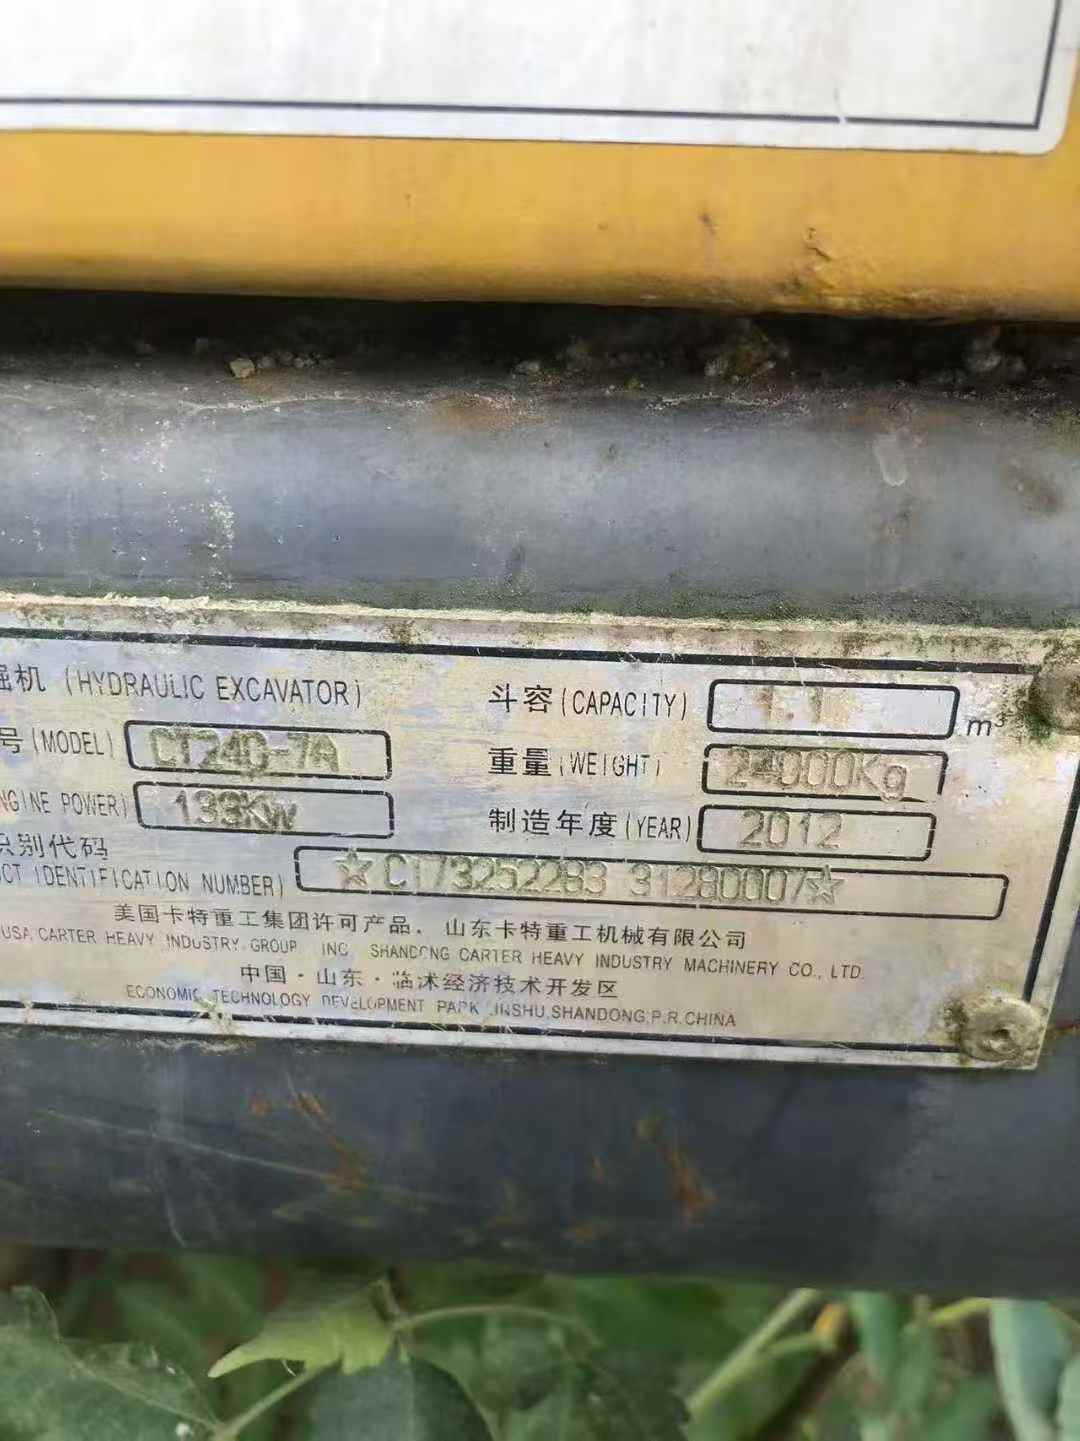 掘机 (HYDRAULIC EXCAVATOR)
斗容(CAPACITY) 1.1 m³
号(MODEL) CT240-7A
重量(WEIGHT) 24000Kg
NGINE POWER) 133Kw
制造年度(YEAR) 2012
识别代码
UCT IDENTIFICATION NUMBER) ☆C173252283 31280007☆
美国卡特重工集团许可产品. 山东卡特重工机械有限公司
USA CARTER HEAVY INDUSTRY GROUP INC SHANDONG CARTER HEAVY INDUSTRY MACHINERY CO., LTD.
中国·山东·临沭经济技术开发区
ECONOMIC TECHNOLOGY DEVELOPMENT PARK LINSHU,SHANDONG,P.R.CHINA